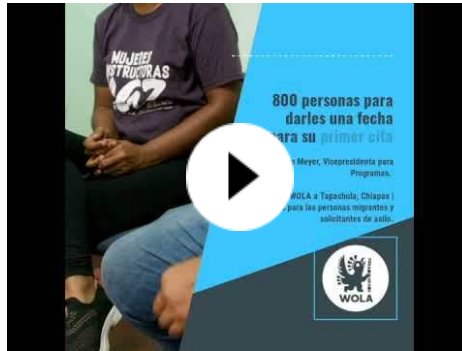 MUJERES
800 personas para
darles una fecha
para su primer cita
Meyer, Vicepresidenta para
Programas.
WOLA a Tapachula, Chiapas |
para las personas migrantes y
solicitantes de asilo.
WOLA